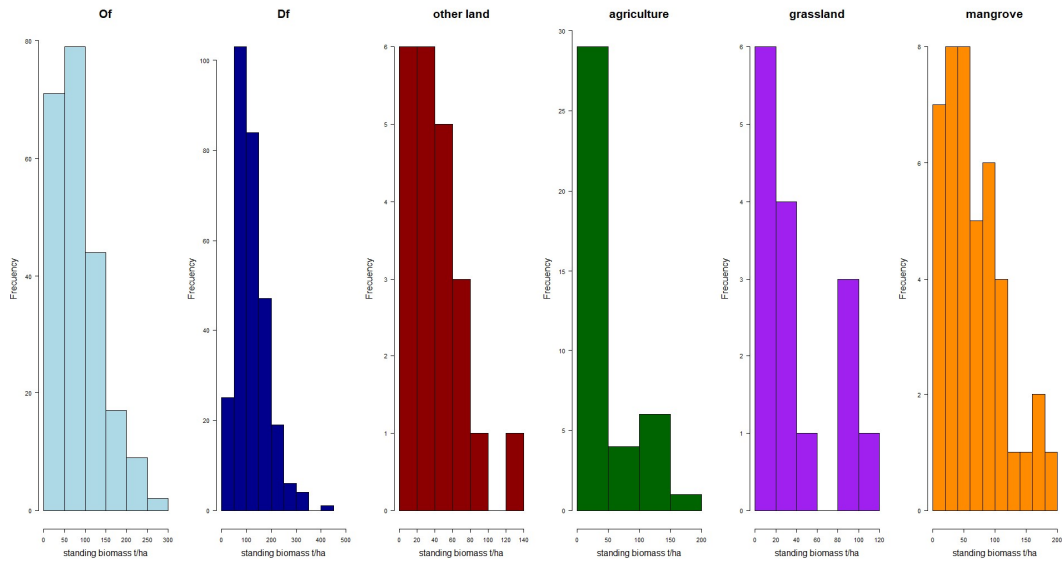 Of
80
60
40
20
0
Frecuency
0 50 100 150 200 250 300
standing biomass t/ha
Df
100
80
60
40
20
0
Frecuency
0 100 200 300 400 500
standing biomass t/ha
other land
6
5
4
3
2
1
0
Frecuency
0 20 40 60 80 100 120 140
standing biomass t/ha
agriculture
30
25
20
15
10
5
0
Frecuency
0 50 100 150 200
standing biomass t/ha
grassland
6
5
4
3
2
1
0
Frecuency
0 20 40 60 80 100 120
standing biomass t/ha
mangrove
8
6
4
2
0
Frecuency
0 50 100 150 200
standing biomass t/ha